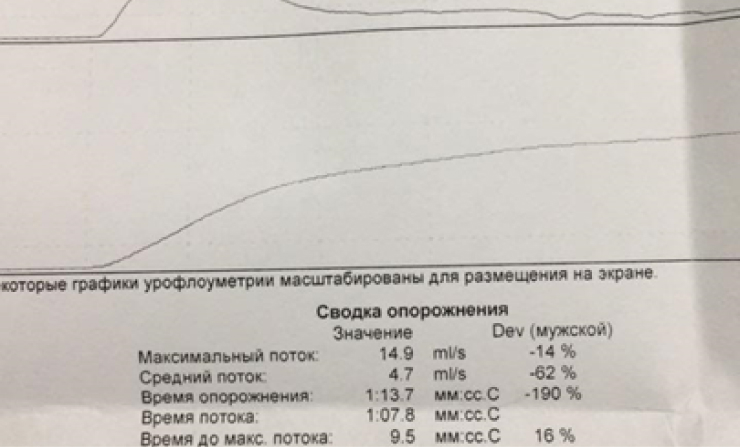 которые графики урофлоуметрии масштабированы для размещения на экране.
Сводка опорожнения
Значение Dev (мужской)
Максимальный поток: 14.9 ml/s -14 %
Средний поток: 4.7 ml/s -62 %
Время опорожнения: 1:13.7 мм:сс.С -190 %
Время потока: 1:07.8 мм:сс.С
Время до макс. потока: 9.5 мм:сс.С 16 %